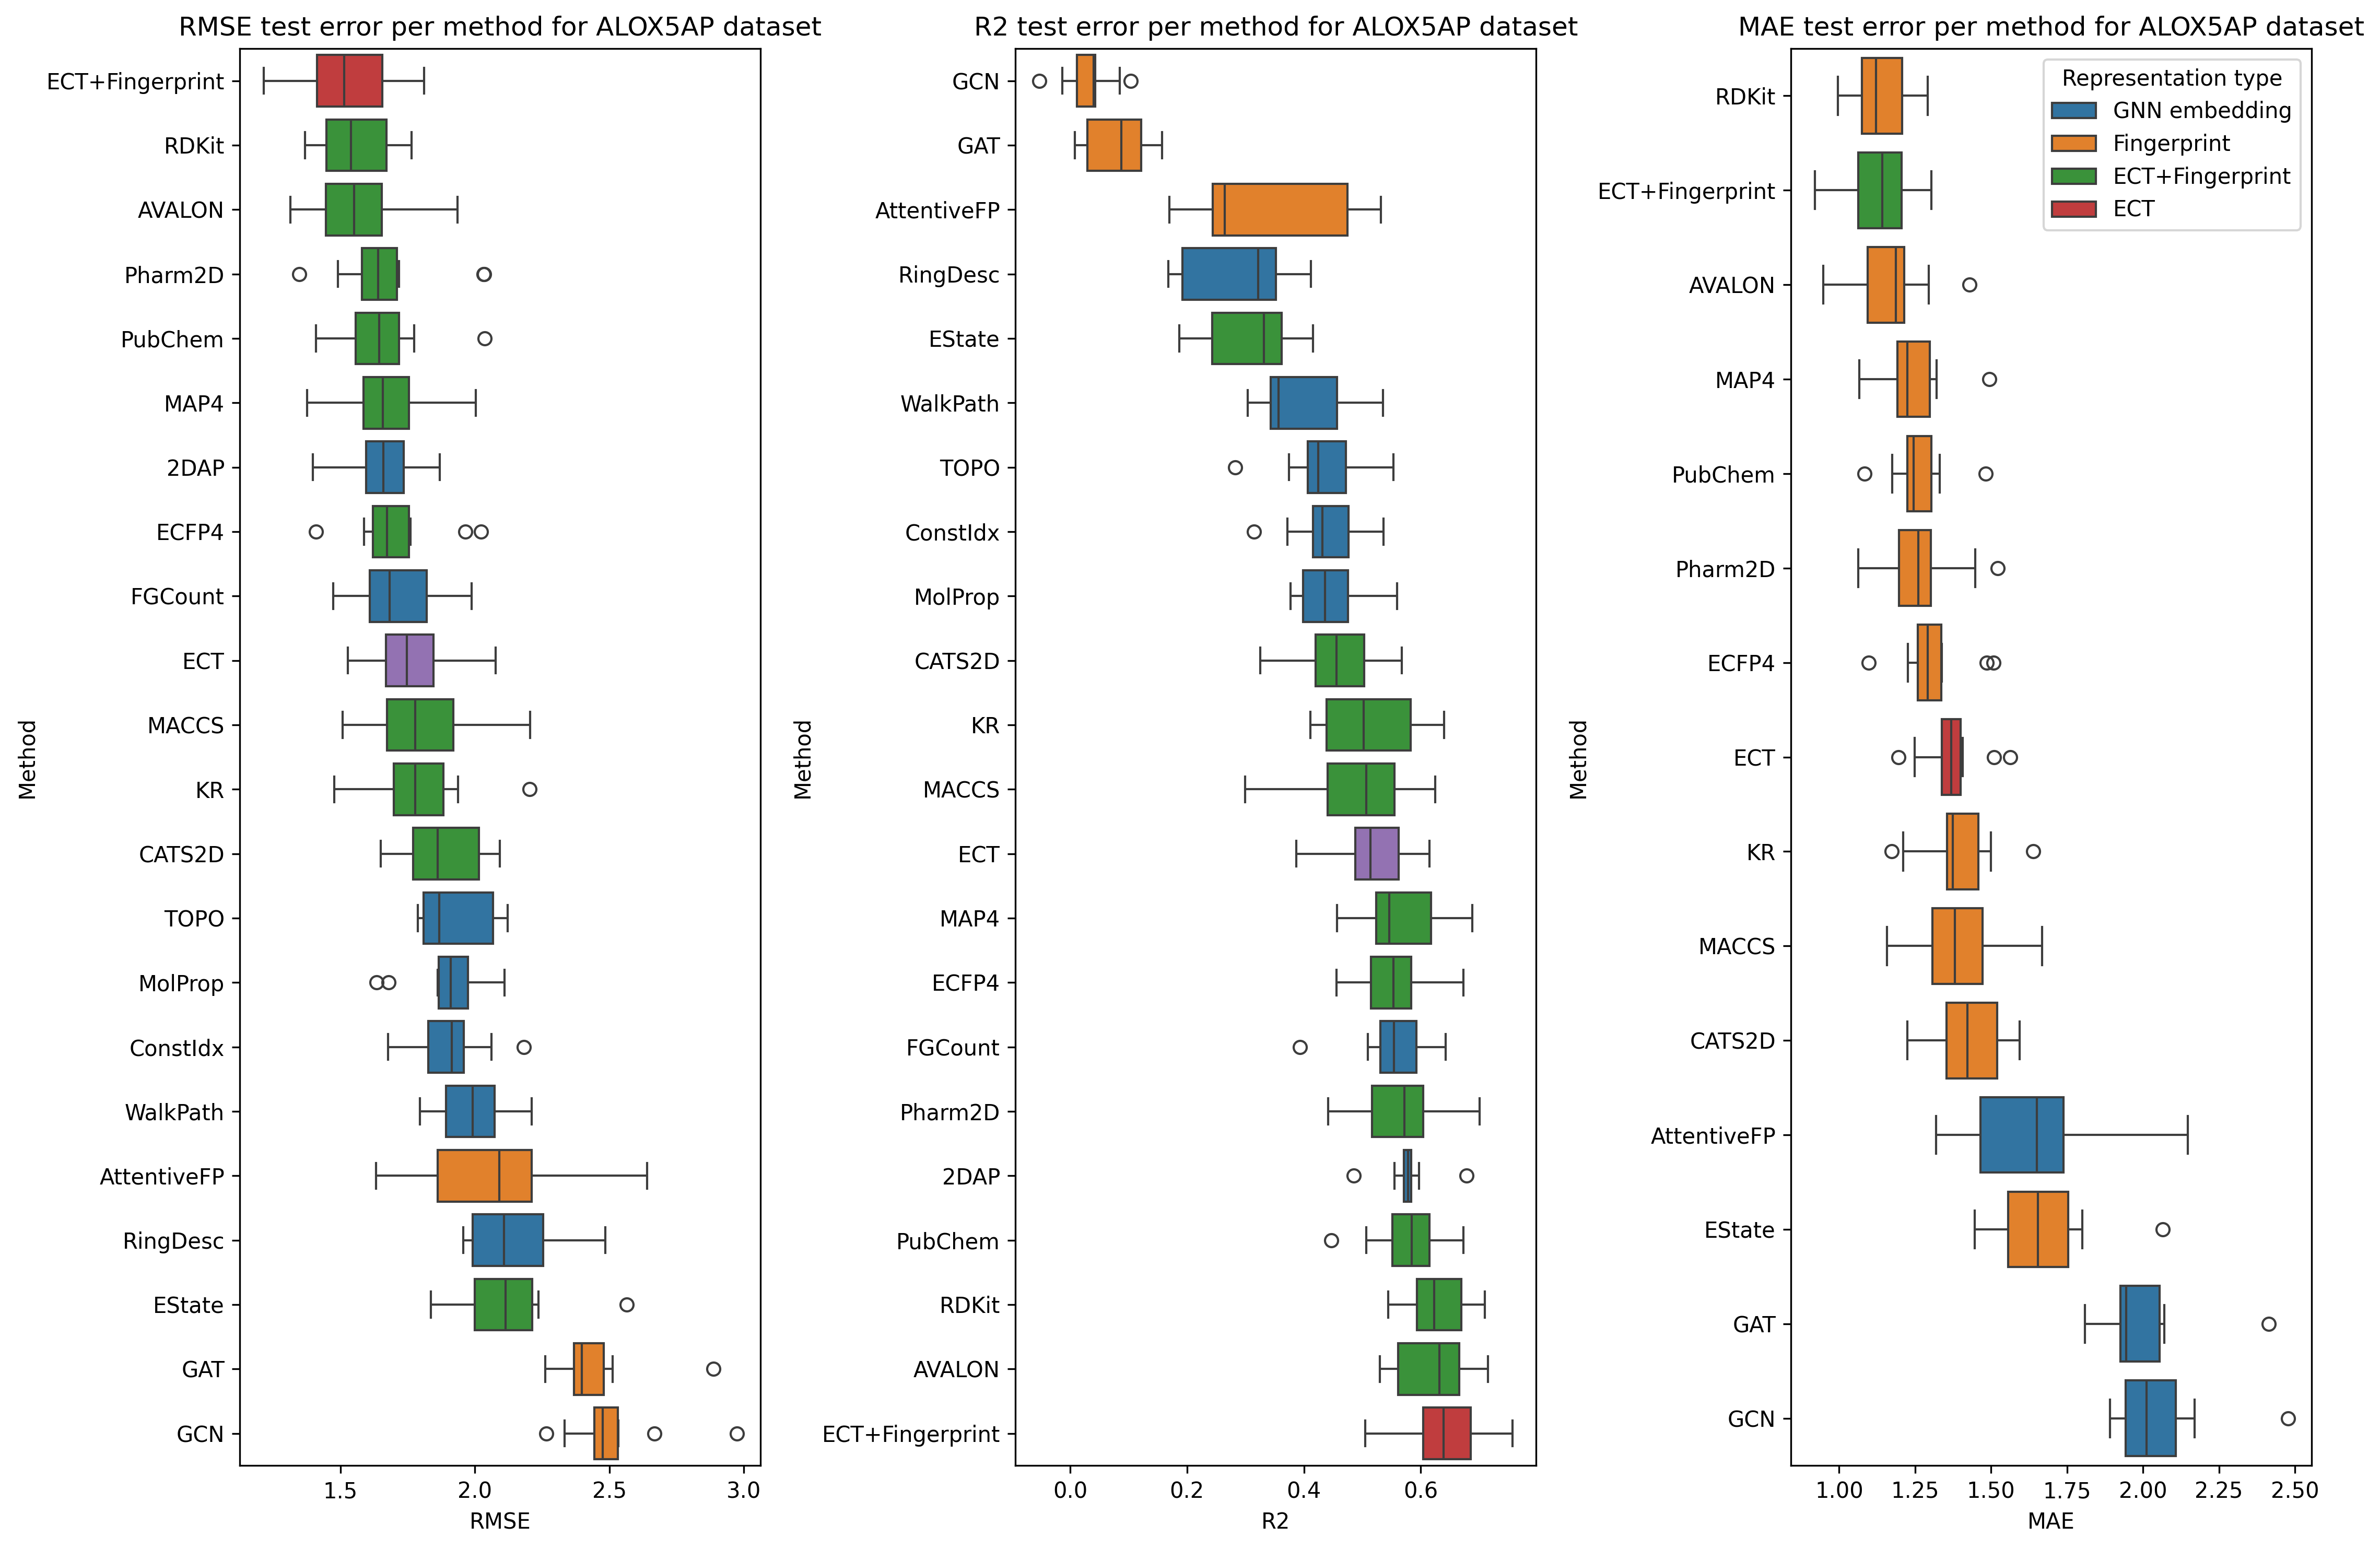 RMSE test error per method for ALOX5AP dataset
Method
ECT+Fingerprint
RDKit
AVALON
Pharm2D
PubChem
MAP4
2DAP
ECFP4
FGCount
ECT
MACCS
KR
CATS2D
TOPO
MolProp
ConstIdx
WalkPath
AttentiveFP
RingDesc
EState
GAT
GCN
1.5 2.0 2.5 3.0
RMSE
R2 test error per method for ALOX5AP dataset
Method
GCN
GAT
AttentiveFP
RingDesc
EState
WalkPath
TOPO
ConstIdx
MolProp
CATS2D
KR
MACCS
ECT
MAP4
ECFP4
FGCount
Pharm2D
2DAP
PubChem
RDKit
AVALON
ECT+Fingerprint
0.0 0.2 0.4 0.6
R2
MAE test error per method for ALOX5AP dataset
Representation type
GNN embedding
Fingerprint
ECT+Fingerprint
ECT
Method
RDKit
ECT+Fingerprint
AVALON
MAP4
PubChem
Pharm2D
ECFP4
ECT
KR
MACCS
CATS2D
AttentiveFP
EState
GAT
GCN
1.00 1.25 1.50 1.75 2.00 2.25 2.50
MAE